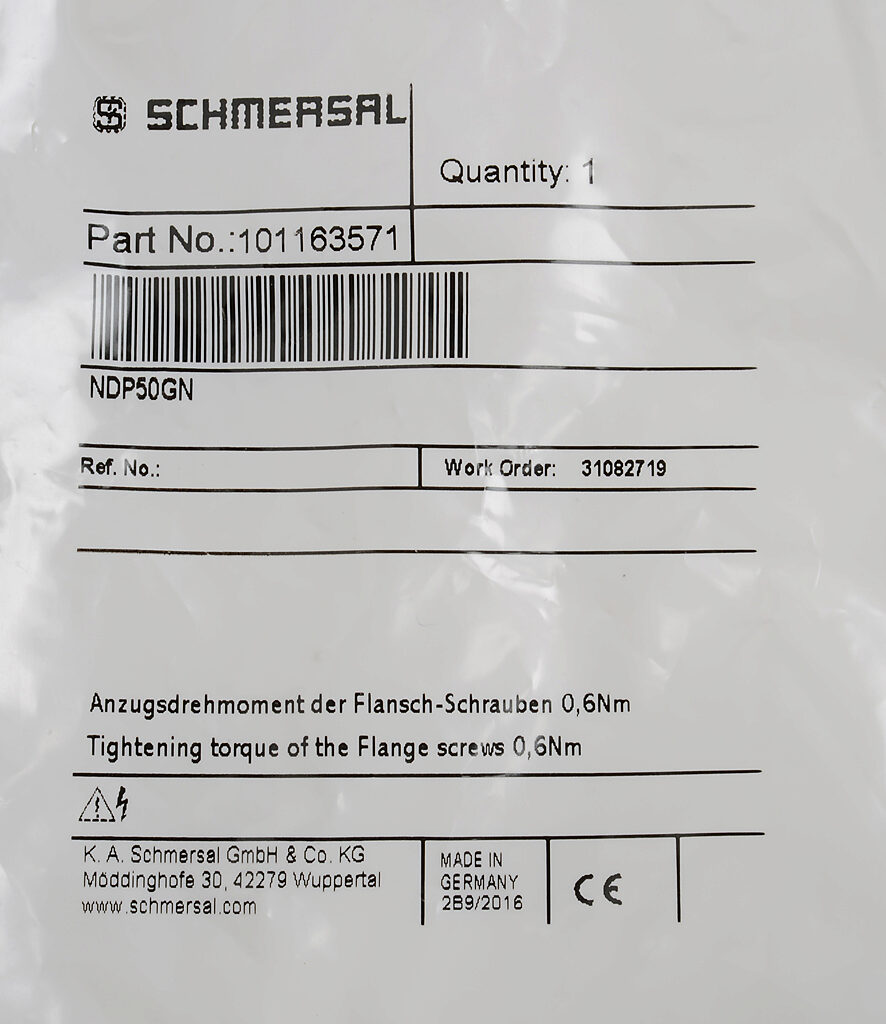 SCHMERSAL
Quantity: 1
Part No.:101163571
NDP50GN
Ref. No.:
Work Order: 31082719
Anzugsdrehmoment der Flansch-Schrauben 0,6Nm
Tightening torque of the Flange screws 0,6Nm
K. A. Schmersal GmbH & Co. KG
Möddinghofe 30, 42279 Wuppertal
www.schmersal.com
MADE IN
GERMANY
2B9/2016
CE